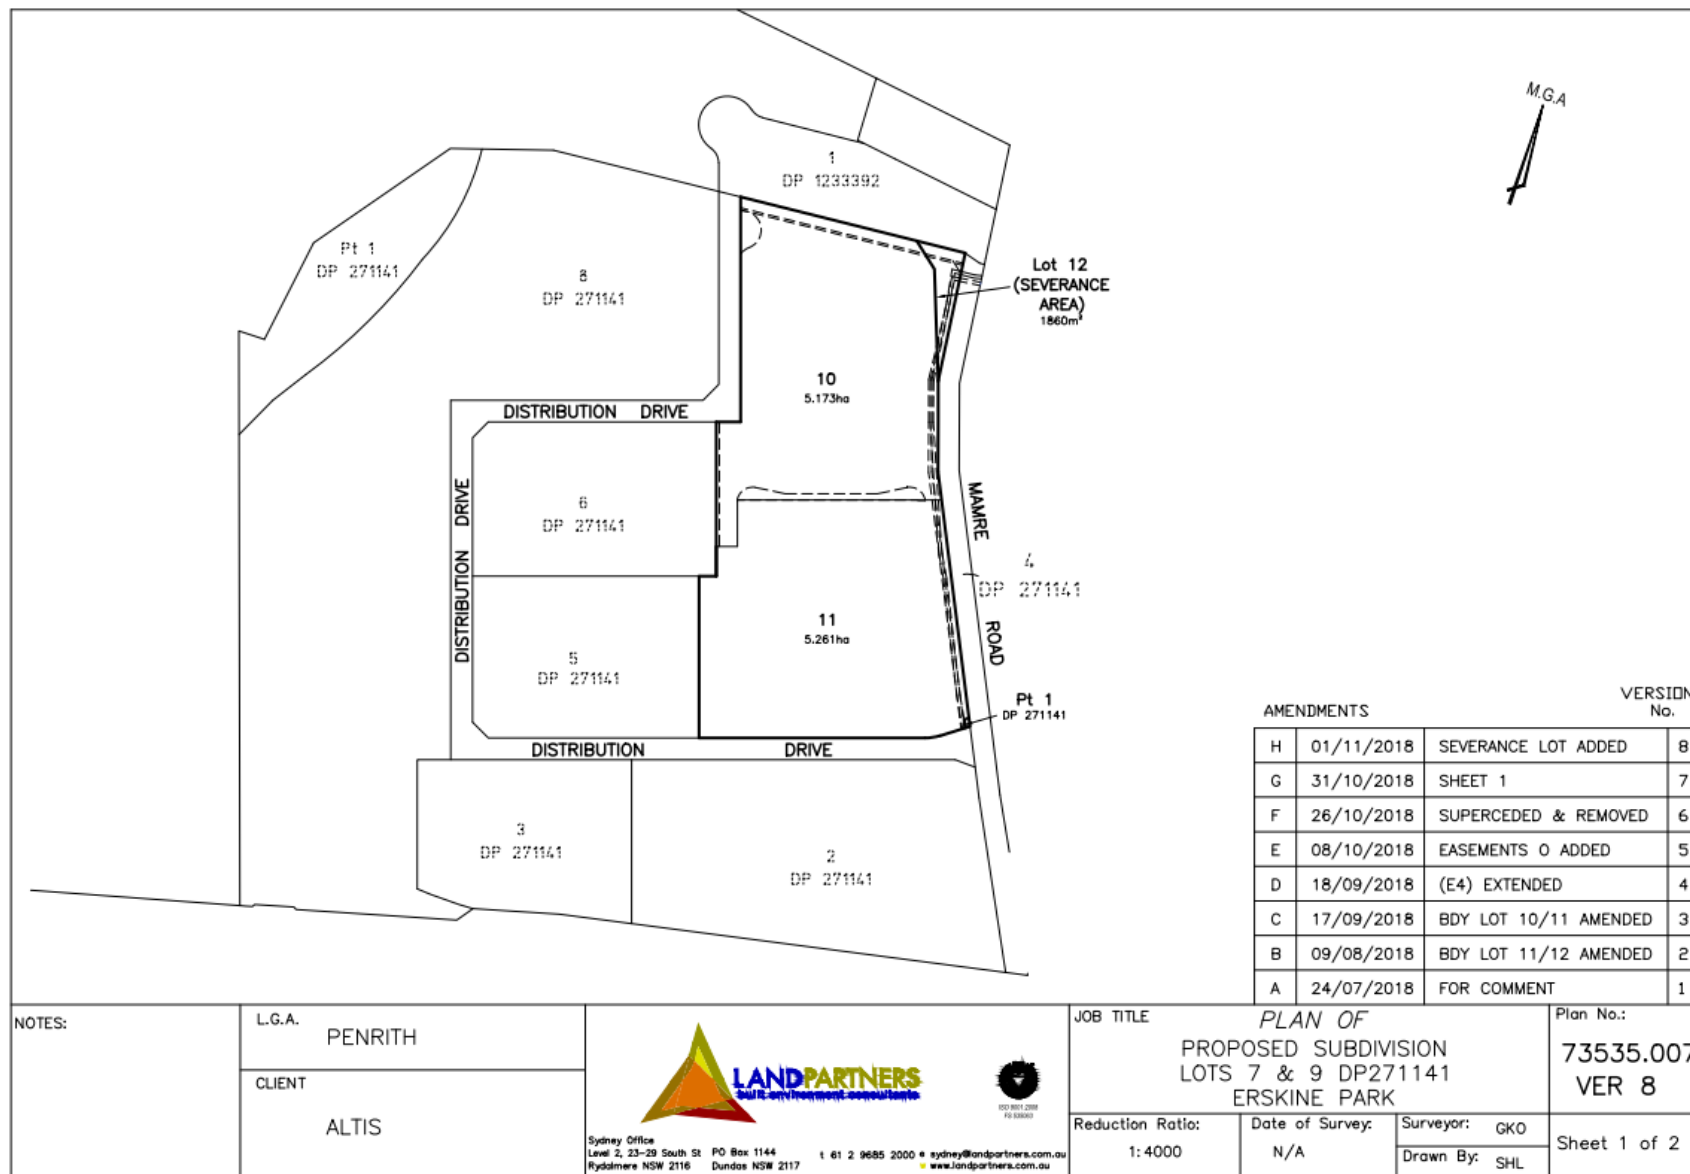 M.G.A
1
DP 1233392
Pt 1
DP 271141
8
DP 271141
Lot 12
(SEVERANCE
AREA)
1860m²
10
5.173ha
DISTRIBUTION DRIVE
6
DP 271141
DISTRIBUTION DRIVE
MAMRE ROAD
4
DP 271141
11
5.261ha
5
DP 271141
Pt 1
DP 271141
DISTRIBUTION DRIVE
3
DP 271141
2
DP 271141
AMENDMENTS VERSION No.
H 01/11/2018 SEVERANCE LOT ADDED 8
G 31/10/2018 SHEET 1 7
F 26/10/2018 SUPERCEDED & REMOVED 6
E 08/10/2018 EASEMENTS O ADDED 5
D 18/09/2018 (E4) EXTENDED 4
C 17/09/2018 BDY LOT 10/11 AMENDED 3
B 09/08/2018 BDY LOT 11/12 AMENDED 2
A 24/07/2018 FOR COMMENT 1
NOTES:
L.G.A.
PENRITH
CLIENT
ALTIS
LANDPARTNERS
built environment consultants
ISO 9001:2008
Sydney Office
Level 2, 23-29 South St PO Box 1144 t 61 2 9685 2000 e sydney@landpartners.com.au
Rydalmere NSW 2116 Dundas NSW 2117 w www.landpartners.com.au
JOB TITLE
PLAN OF
PROPOSED SUBDIVISION
LOTS 7 & 9 DP271141
ERSKINE PARK
Reduction Ratio:
1:4000
Date of Survey:
N/A
Surveyor: GKO
Drawn By: SHL
Plan No.:
73535.007
VER 8
Sheet 1 of 2